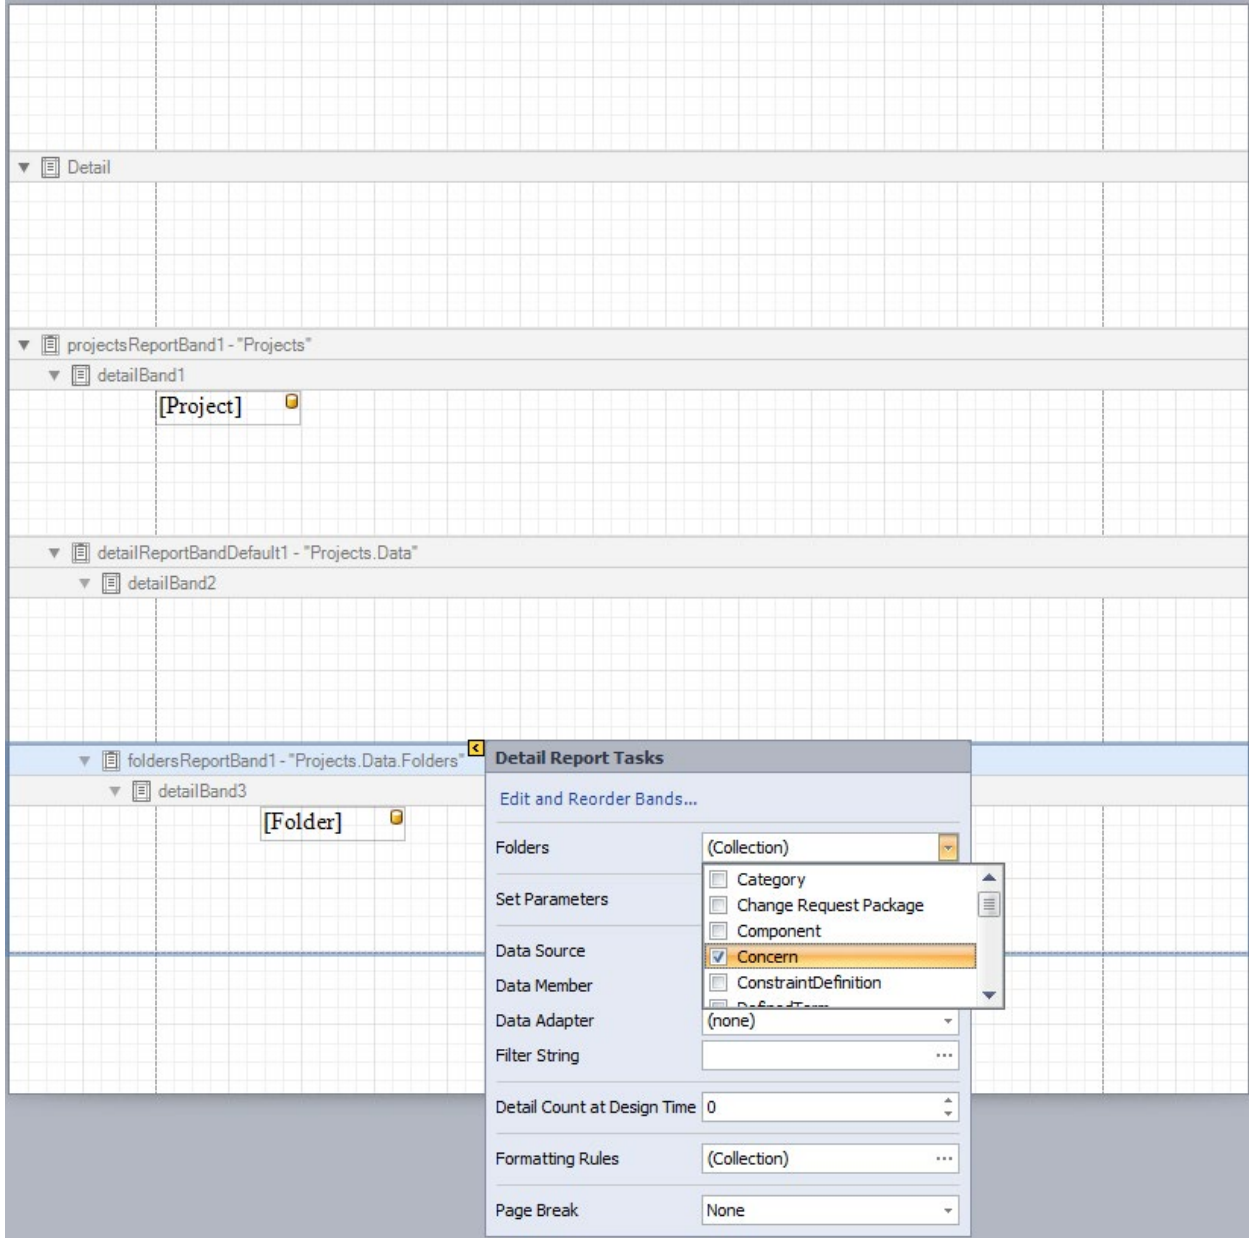 Detail
projectsReportBand1 - "Projects"
detailBand1
[Project]
detailReportBandDefault1 - "Projects.Data"
detailBand2
foldersReportBand1 - "Projects.Data.Folders"
detailBand3
[Folder]
Detail Report Tasks
Edit and Reorder Bands...
Folders (Collection)
Category
Set Parameters Change Request Package
Component
Data Source Concern
Data Member ConstraintDefinition
DefinedTerm
Data Adapter (none)
Filter String ...
Detail Count at Design Time 0
Formatting Rules (Collection) ...
Page Break None